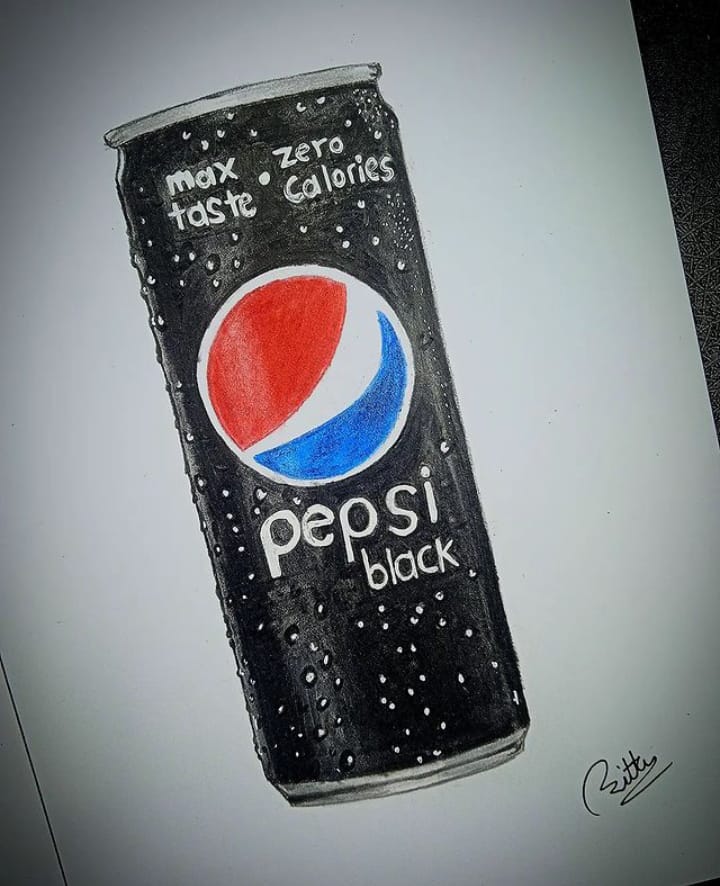 max
taste • zero
Calories
pepsi
black